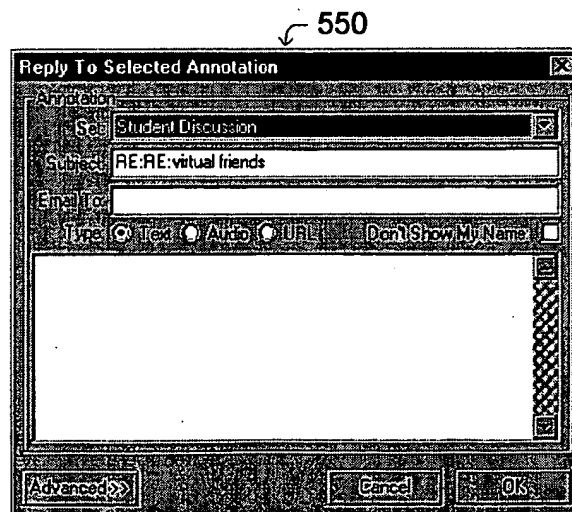 550
Reply To Selected Annotation
Annotation
Set: Student Discussion
Subject: RE:RE:virtual friends
Email To:
Type: Text Audio URL Don't Show My Name:
Advanced>> Cancel OK